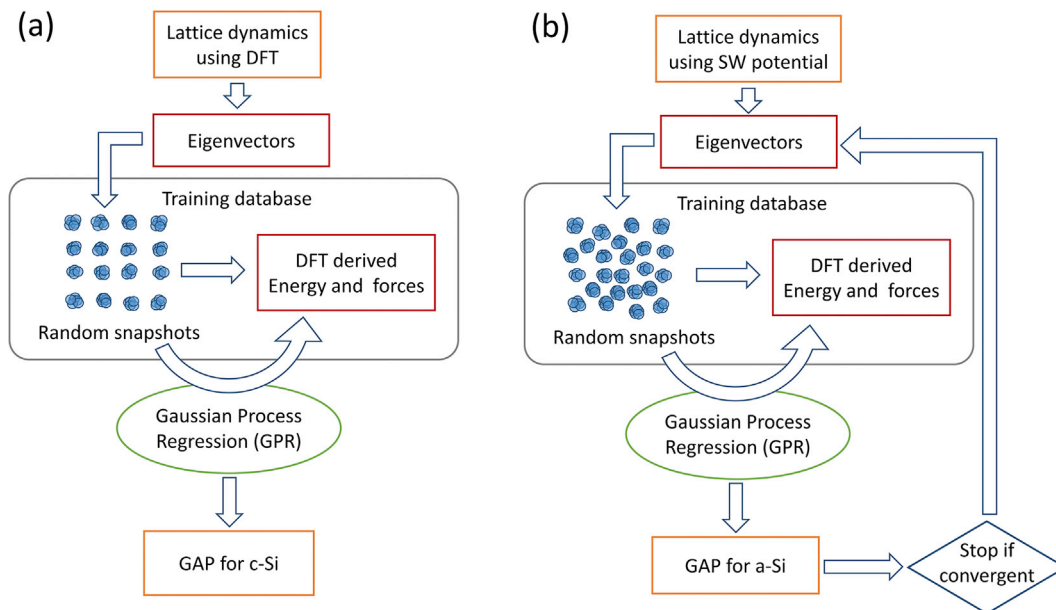 (a)
Lattice dynamics
using DFT
Eigenvectors
Training database
DFT derived
Energy and forces
Random snapshots
Gaussian Process
Regression (GPR)
GAP for c-Si
(b)
Lattice dynamics
using SW potential
Eigenvectors
Training database
DFT derived
Energy and forces
Random snapshots
Gaussian Process
Regression (GPR)
GAP for a-Si
Stop if
convergent